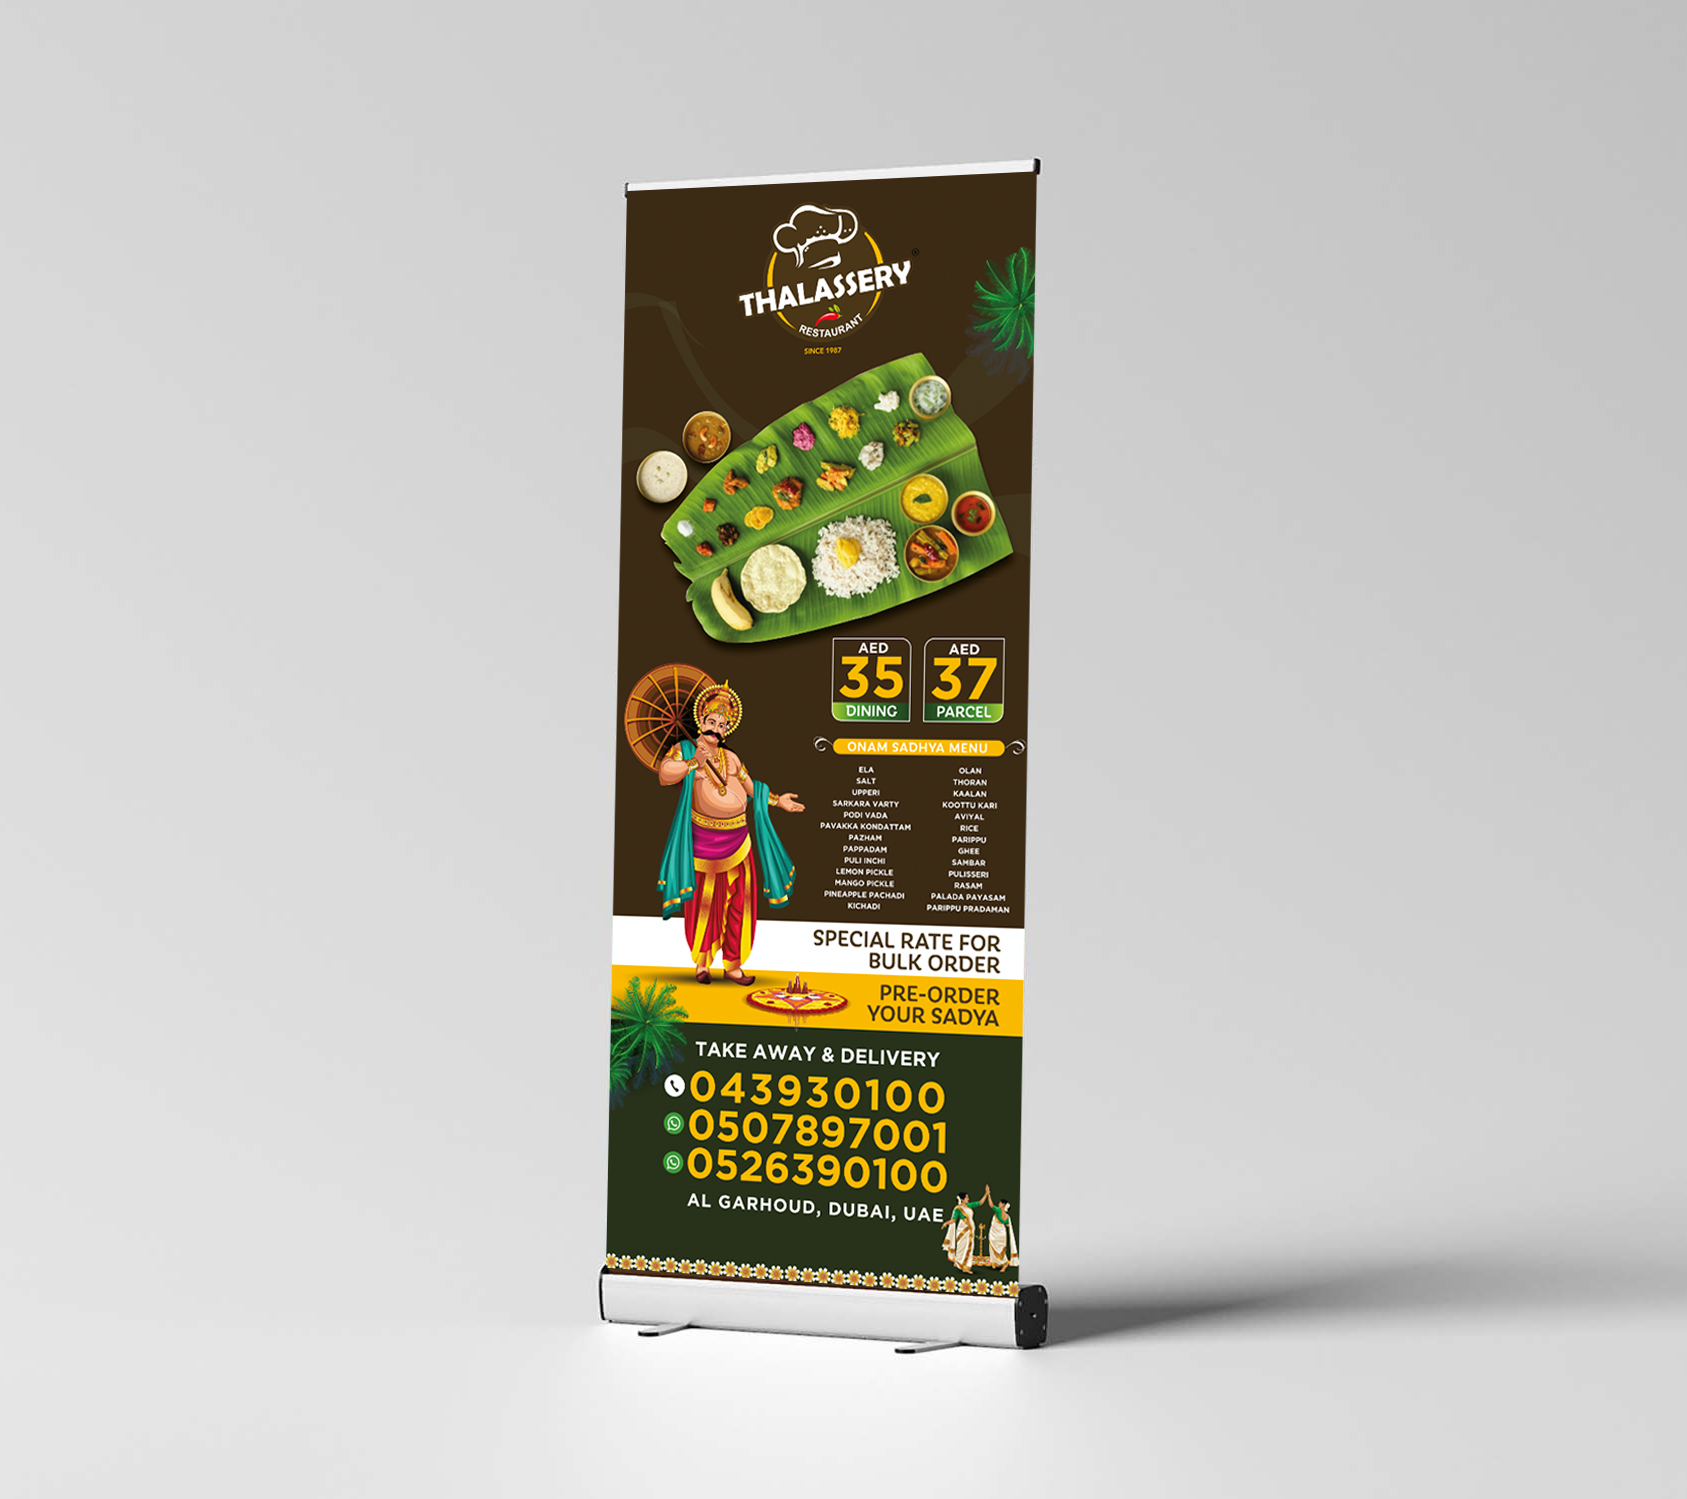 THALASSERY
®
RESTAURANT
SINCE 1987
AED
35
DINING
AED
37
PARCEL
ONAM SADHYA MENU
ELA
SALT
UPPERI
SARKARA VARTY
PODI VADA
PAVAKKA KONDATTAM
PAZHAM
PAPPADAM
PULI INCHI
LEMON PICKLE
MANGO PICKLE
PINEAPPLE PACHADI
KICHADI
OLAN
THORAN
KAALAN
KOOTTU KARI
AVIYAL
RICE
PARIPPU
GHEE
SAMBAR
PULISSERI
RASAM
PALADA PAYASAM
PARIPPU PRADAMAN
SPECIAL RATE FOR
BULK ORDER
PRE-ORDER
YOUR SADYA
TAKE AWAY & DELIVERY
043930100
0507897001
0526390100
AL GARHOUD, DUBAI, UAE